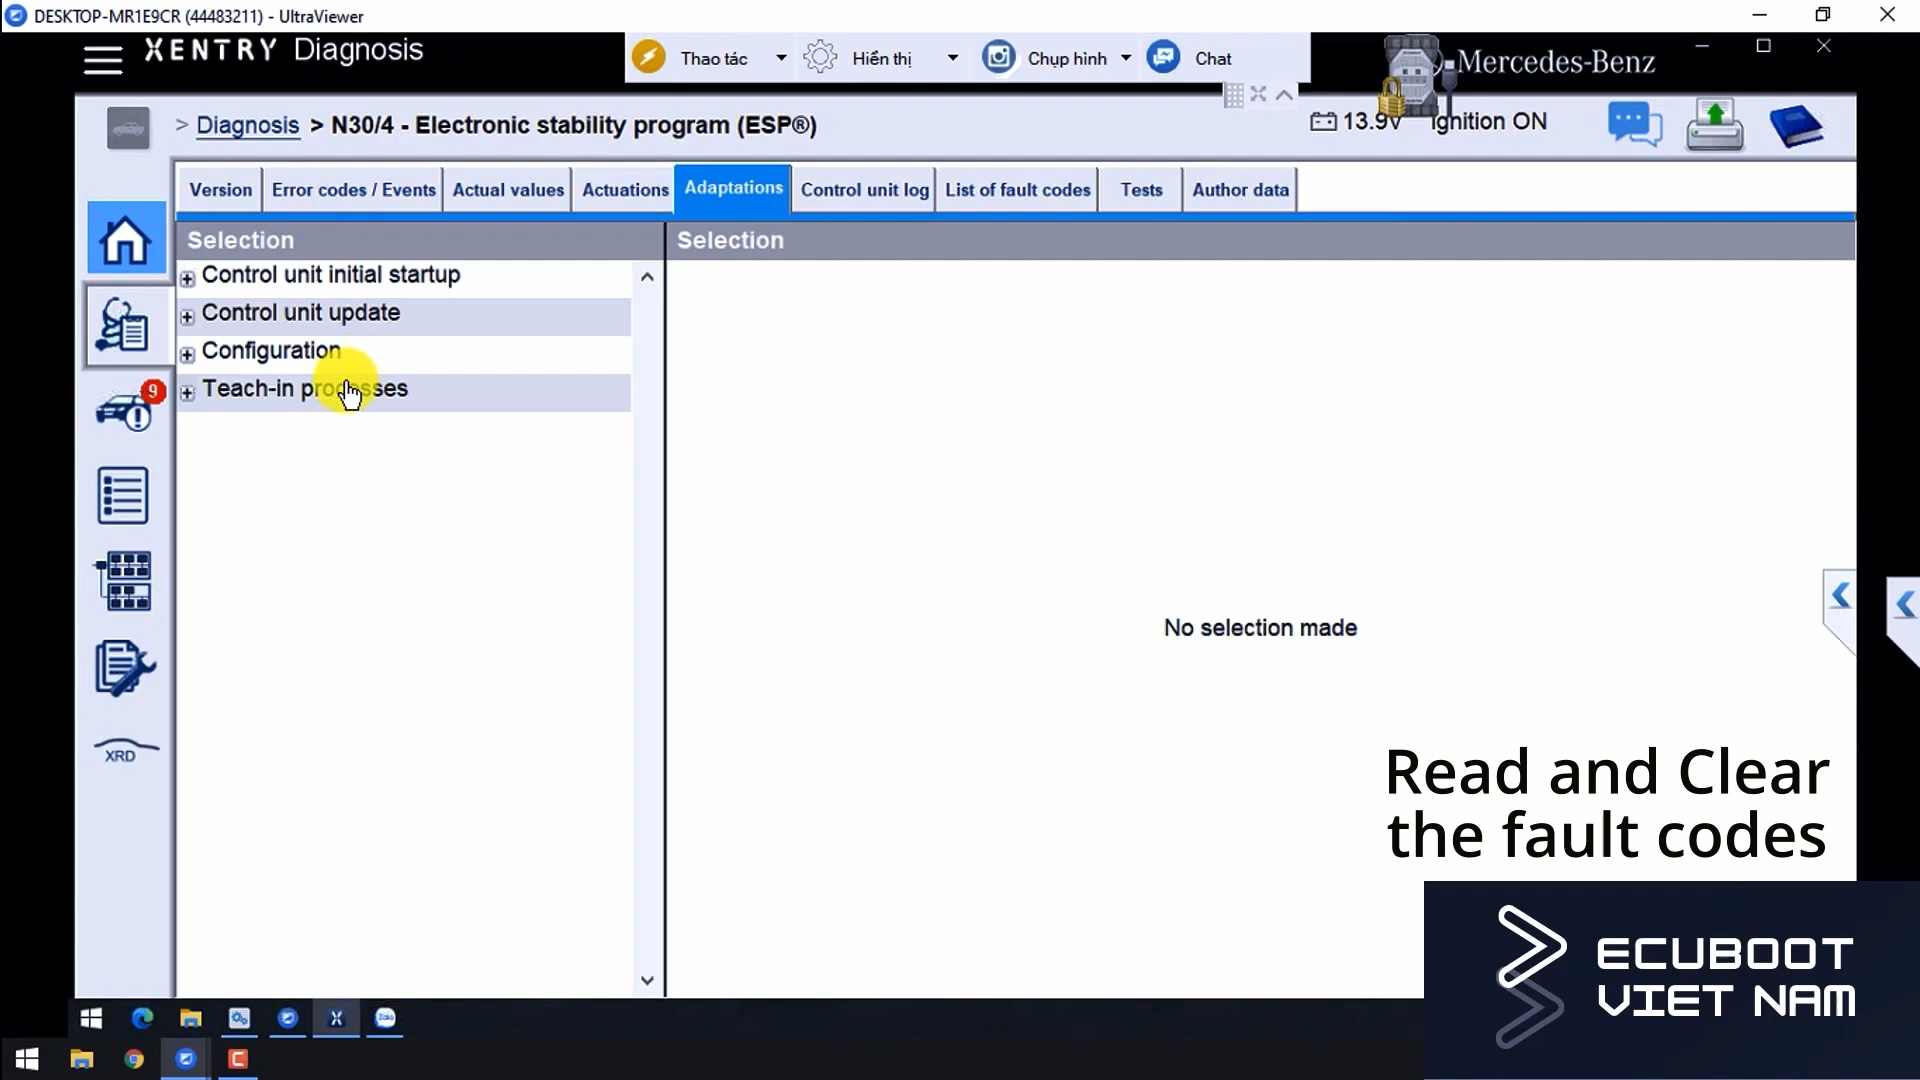 DESKTOP-MR1E9CR (44483211) - UltraViewer
XENTRY Diagnosis
Thao tác
Hiển thị
Chụp hình
Chat
Mercedes-Benz
> Diagnosis > N30/4 - Electronic stability program (ESP®)
13.9V Ignition ON
Version
Error codes / Events
Actual values
Actuations
Adaptations
Control unit log
List of fault codes
Tests
Author data
Selection
Selection
Control unit initial startup
Control unit update
Configuration
Teach-in processes
9
No selection made
XRD
Read and Clear
the fault codes
ECUBOOT
VIET NAM
Zalo